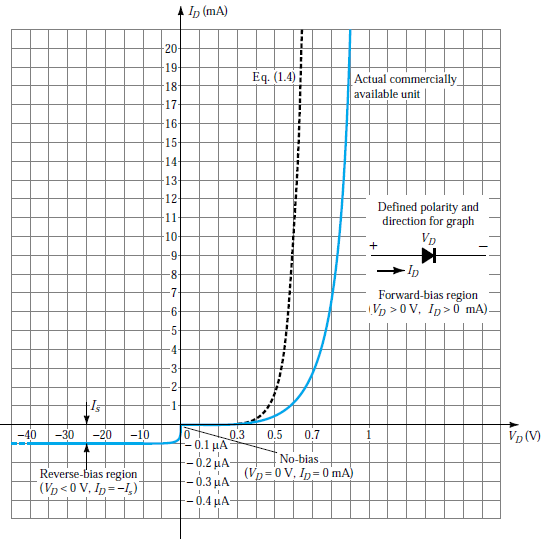 I_D (mA)
20
19
18
17
16
15
14
13
12
11
10
9
8
7
6
5
4
3
2
1
Eq. (1.4)
Actual commercially
available unit
Defined polarity and
direction for graph
V_D
+ –
I_D
Forward-bias region
(V_D > 0 V, I_D > 0 mA)
I_s
–40 –30 –20 –10 0 0.3 0.5 0.7 1 V_D (V)
– 0.1 µA
– 0.2 µA
– 0.3 µA
– 0.4 µA
No-bias
(V_D = 0 V, I_D = 0 mA)
Reverse-bias region
(V_D < 0 V, I_D = –I_s)